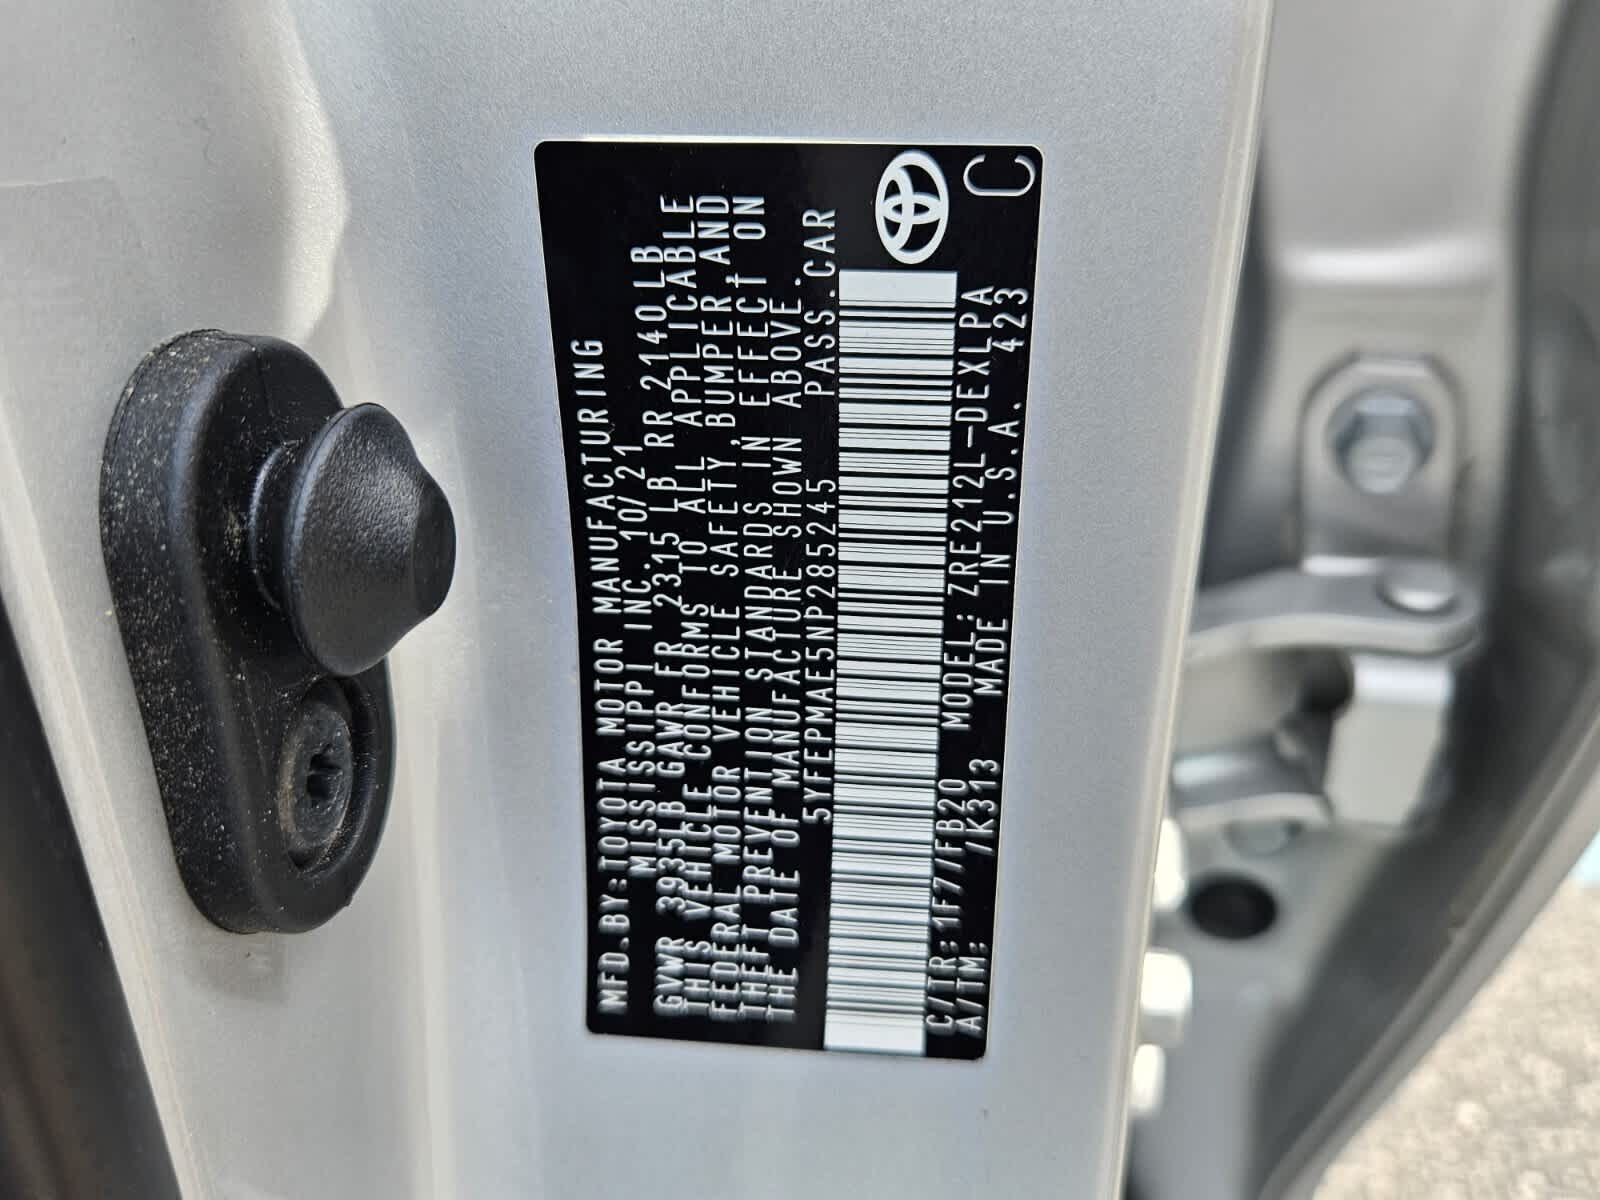 MFD.BY:TOYOTA MOTOR MANUFACTURING
MISSISSIPPI INC. 10/21
GVWR 3935LB GAWR FR 2315 LB RR 2140LB
THIS VEHICLE CONFORMS TO ALL APPLICABLE
FEDERAL MOTOR VEHICLE SAFETY, BUMPER, AND
THEFT PREVENTION STANDARDS IN EFFECT ON
THE DATE OF MANUFACTURE SHOWN ABOVE.
5YFEPMAE5NP285245 PASS.CAR
C/TR: 1F7/FB20 MODEL: ZRE212L-DEXLPA
A/TM: /K313 MADE IN U.S.A. 423
C